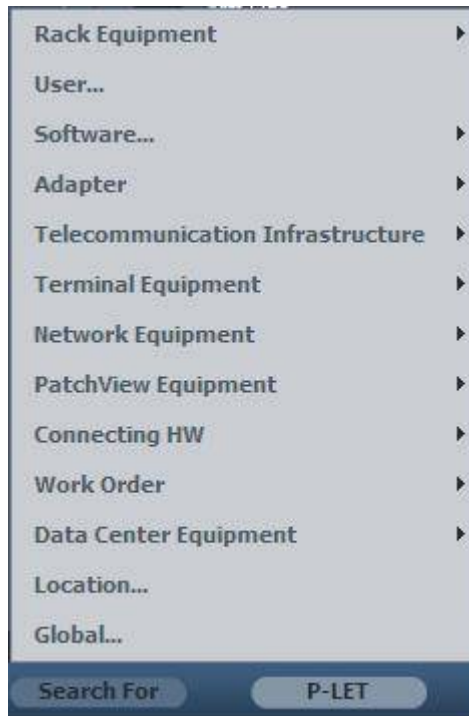 Rack Equipment
User...
Software...
Adapter
Telecommunication Infrastructure
Terminal Equipment
Network Equipment
PatchView Equipment
Connecting HW
Work Order
Data Center Equipment
Location...
Global...
Search For P-LET